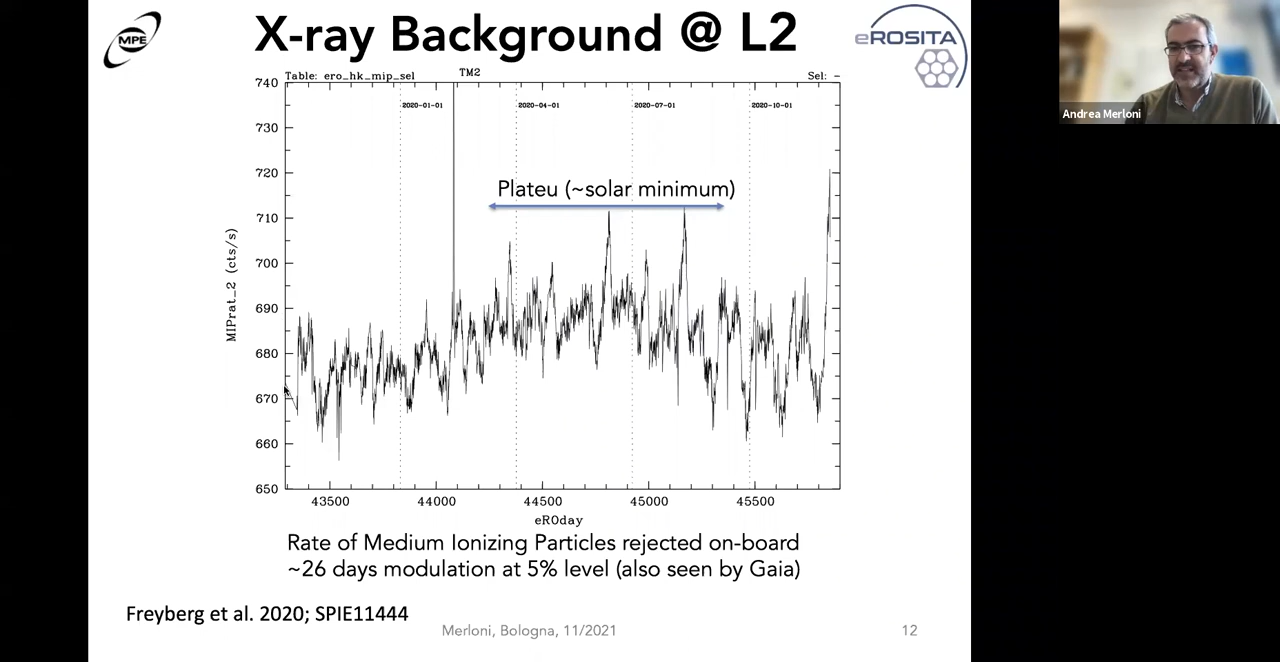 MPE
X-ray Background @ L2
eROSITA
Andrea Merloni
Table: ero_hk_mip_sel
TM2
Sel: –
740
730
720
710
700
690
680
670
660
650
MIPrat_2 (cts/s)
2020-01-01
2020-04-01
2020-07-01
2020-10-01
Plateu (~solar minimum)
43500
44000
44500
45000
45500
eROday
Rate of Medium Ionizing Particles rejected on-board
~26 days modulation at 5% level (also seen by Gaia)
Freyberg et al. 2020; SPIE11444
Merloni, Bologna, 11/2021
12